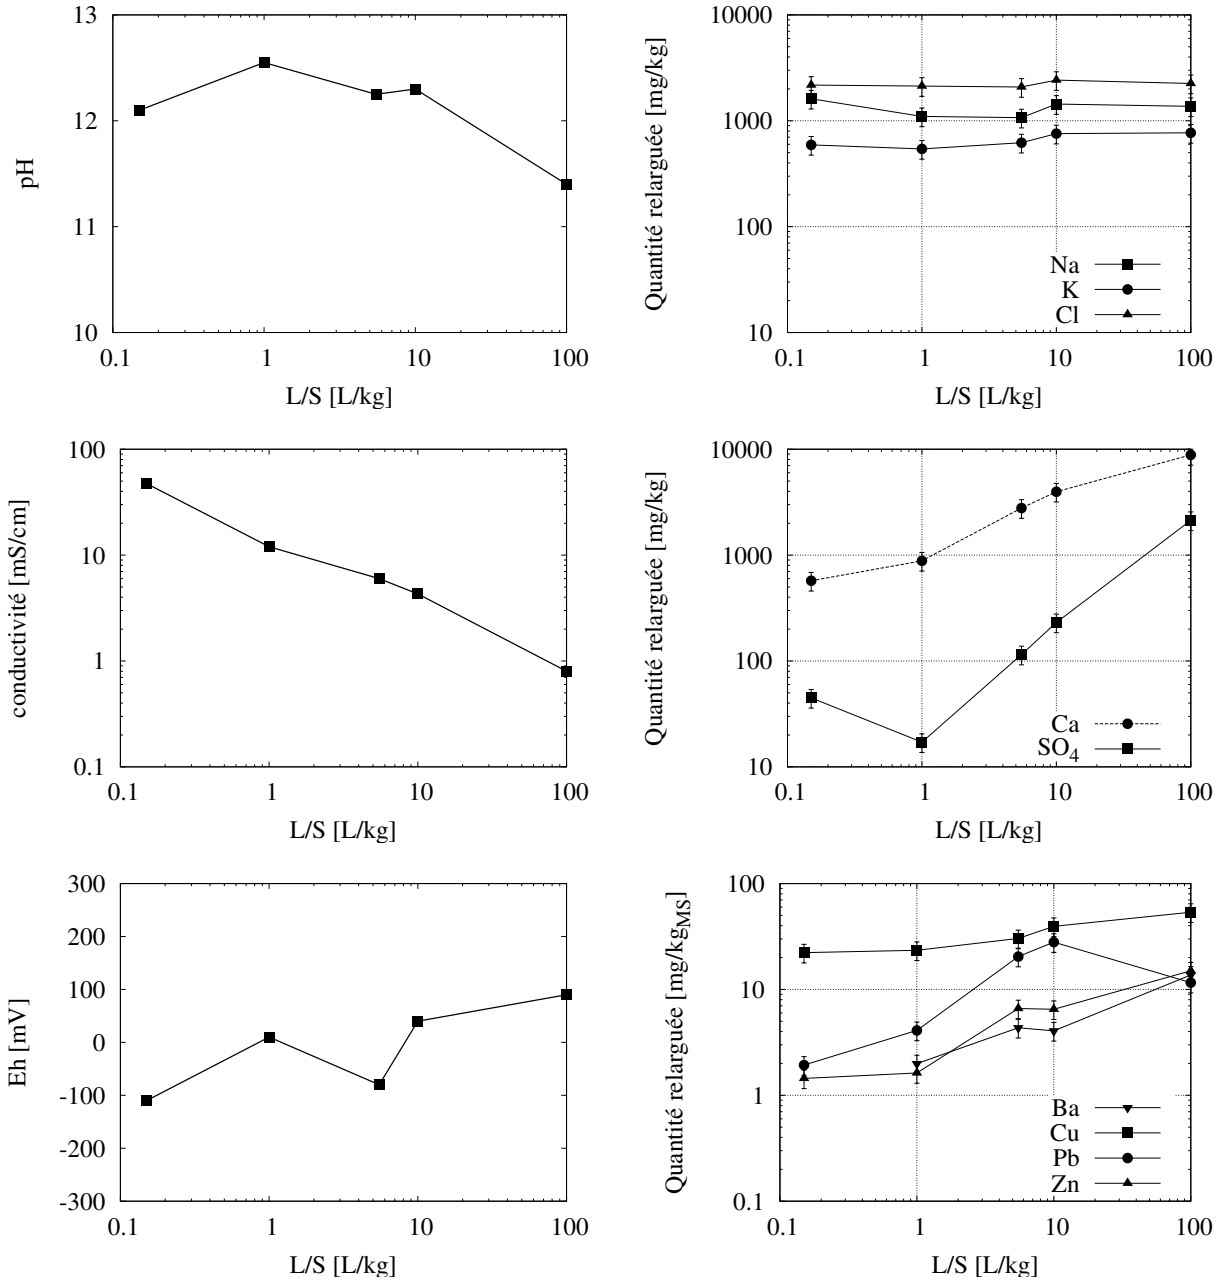 13
12
11
10
pH
0.1 1 10 100
L/S [L/kg]
10000
1000
100
10
Quantité relarguée [mg/kg]
Na
K
Cl
0.1 1 10 100
L/S [L/kg]
100
10
1
0.1
conductivité [mS/cm]
0.1 1 10 100
L/S [L/kg]
10000
1000
100
10
Quantité relarguée [mg/kg]
Ca
SO4
0.1 1 10 100
L/S [L/kg]
300
200
100
0
-100
-200
-300
Eh [mV]
0.1 1 10 100
L/S [L/kg]
100
10
1
0.1
Quantité relarguée [mg/kgMS]
Ba
Cu
Pb
Zn
0.1 1 10 100
L/S [L/kg]